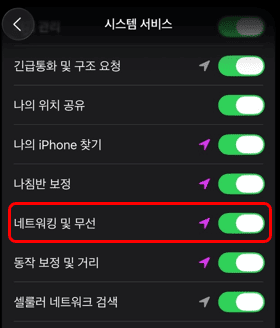 시스템 서비스
관리
긴급통화 및 구조 요청
나의 위치 공유
나의 iPhone 찾기
나침반 보정
네트워킹 및 무선
동작 보정 및 거리
셀룰러 네트워크 검색